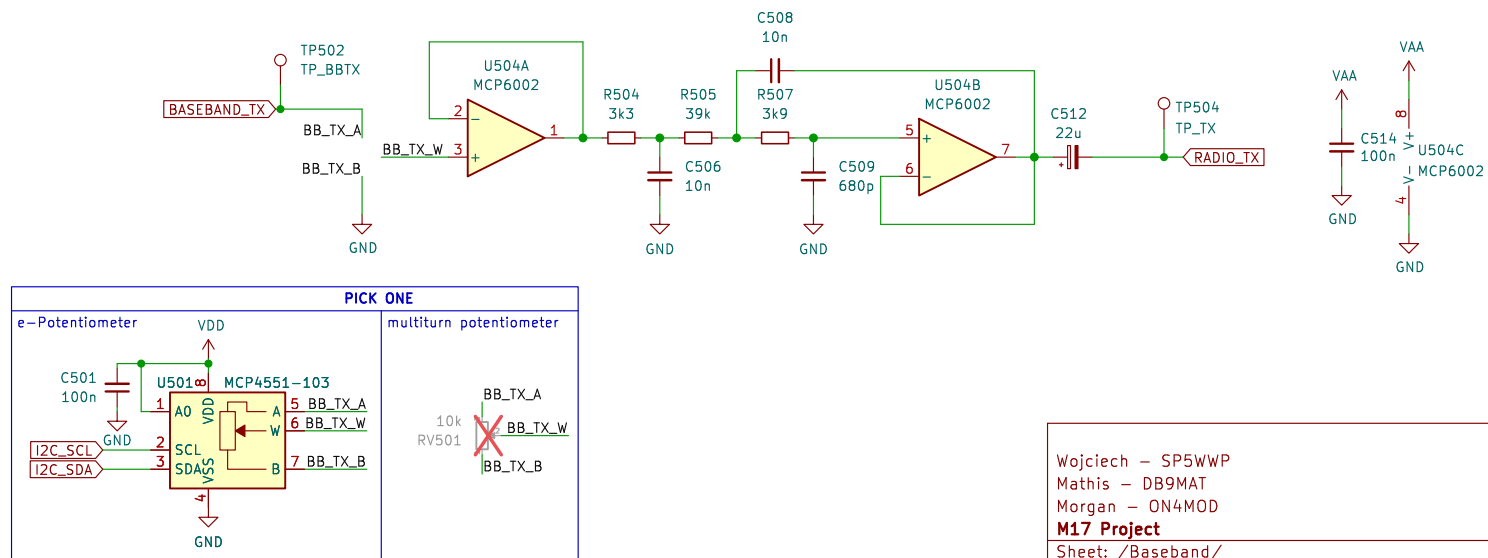 C508
10n
TP502
TP_BBTX
U504A
MCP6002
BASEBAND_TX
BB_TX_A
BB_TX_B
GND
BB_TX_W
2
3
1
R504
3k3
R505
39k
R507
3k9
C506
10n
GND
C509
680p
GND
U504B
MCP6002
5
6
7
C512
22u
TP504
TP_TX
RADIO_TX
VAA
C514
100n
GND
VAA
8
V+
U504C
MCP6002
V-
4
GND
PICK ONE
e-Potentiometer
VDD
C501
100n
GND
U501
MCP4551-103
8
VDD
1
A0
A
5
BB_TX_A
W
6
BB_TX_W
I2C_SCL
2
SCL
I2C_SDA
3
SDA
VSS
B
7
BB_TX_B
4
GND
multiturn potentiometer
BB_TX_A
10k
RV501
2
BB_TX_W
BB_TX_B
Wojciech - SP5WWP
Mathis - DB9MAT
Morgan - ON4MOD
M17 Project
Sheet: /Baseband/